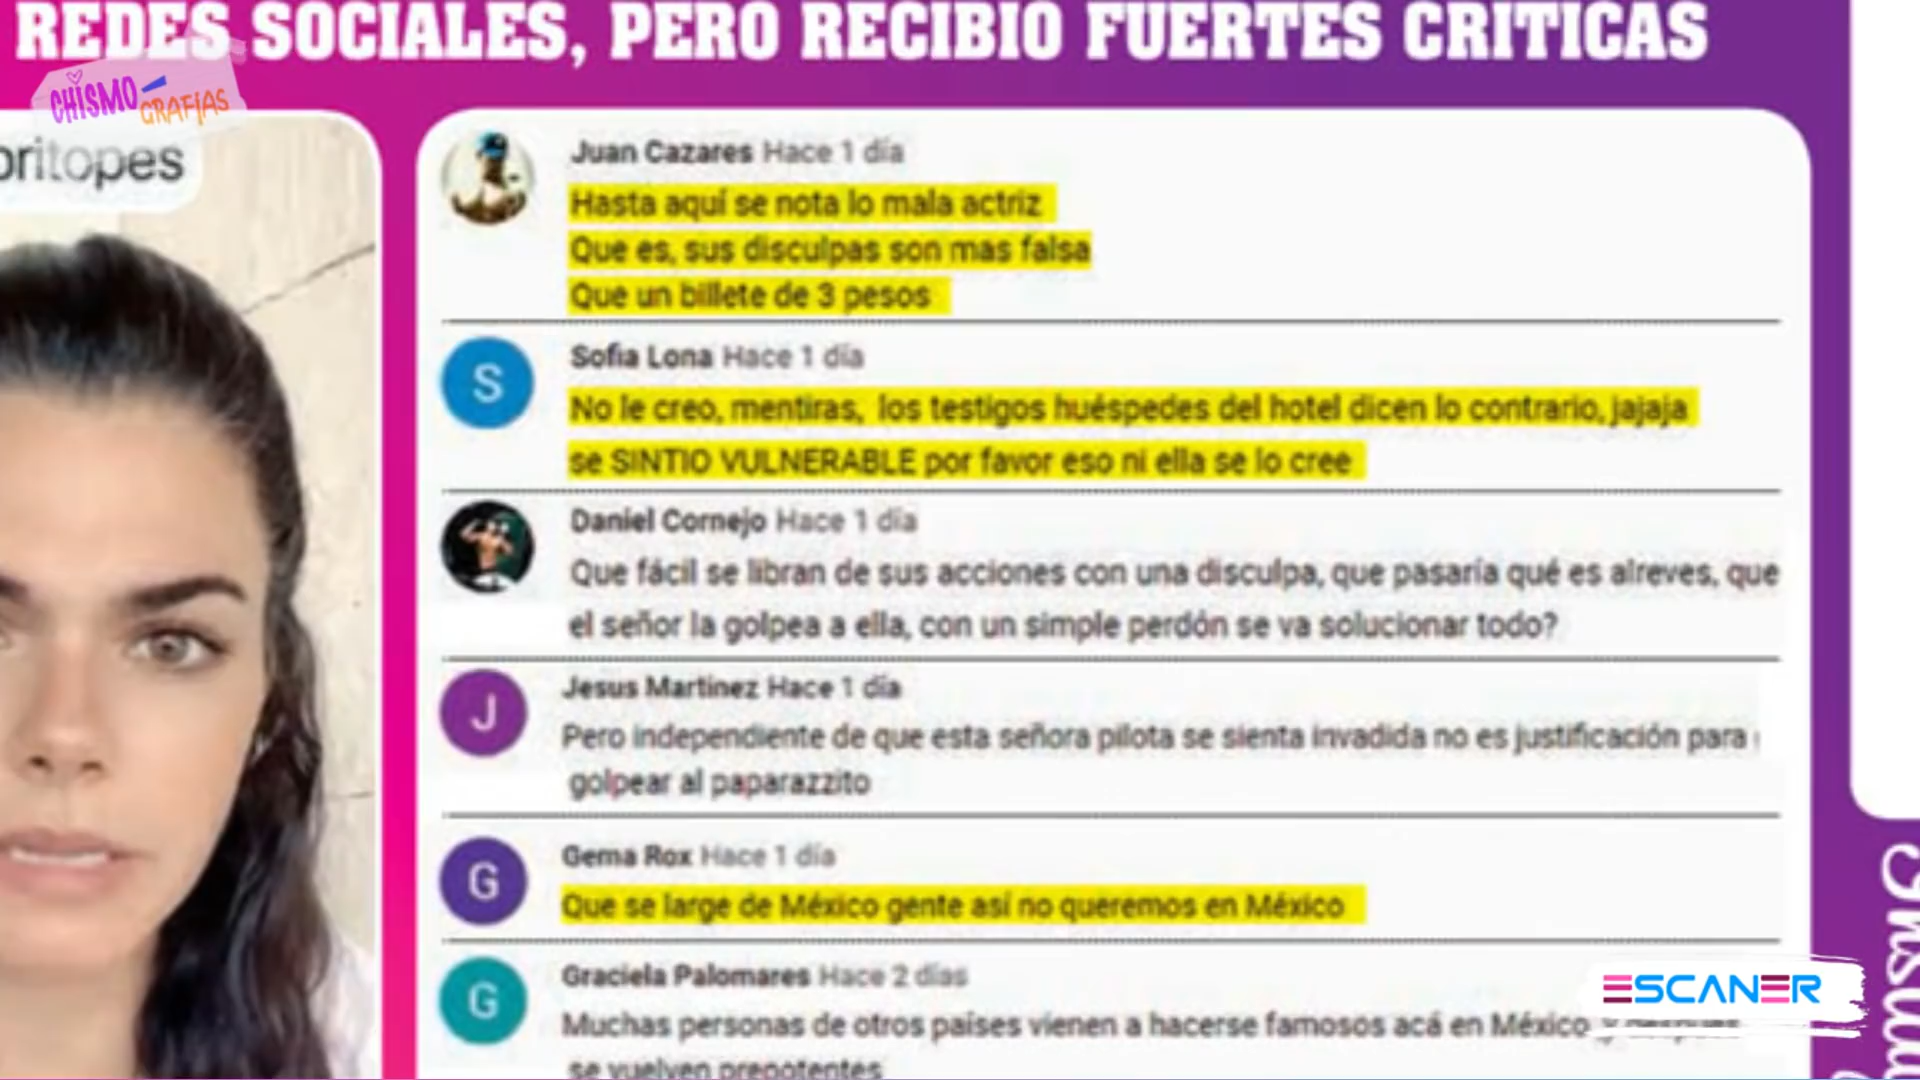 REDES SOCIALES, PERO RECIBIO FUERTES CRITICAS
CHISMO-
GRAFIAS
oritopes
Juan Cazares Hace 1 día
Hasta aquí se nota lo mala actriz
Que es, sus disculpas son mas falsa
Que un billete de 3 pesos
S
Sofia Lona Hace 1 día
No le creo, mentiras, los testigos huéspedes del hotel dicen lo contrario, jajaja
se SINTIO VULNERABLE por favor eso ni ella se lo cree
Daniel Cornejo Hace 1 día
Que fácil se libran de sus acciones con una disculpa, que pasaría qué es alreves, que
el señor la golpea a ella, con un simple perdón se va solucionar todo?
J
Jesus Martinez Hace 1 día
Pero independiente de que esta señora pilota se sienta invadida no es justificación para
golpear al paparazzito
G
Gema Rox Hace 1 día
Que se large de México gente así no queremos en México
G
Graciela Palomares Hace 2 días
Muchas personas de otros países vienen a hacerse famosos acá en México y después
se vuelven prepotentes
ESCANER